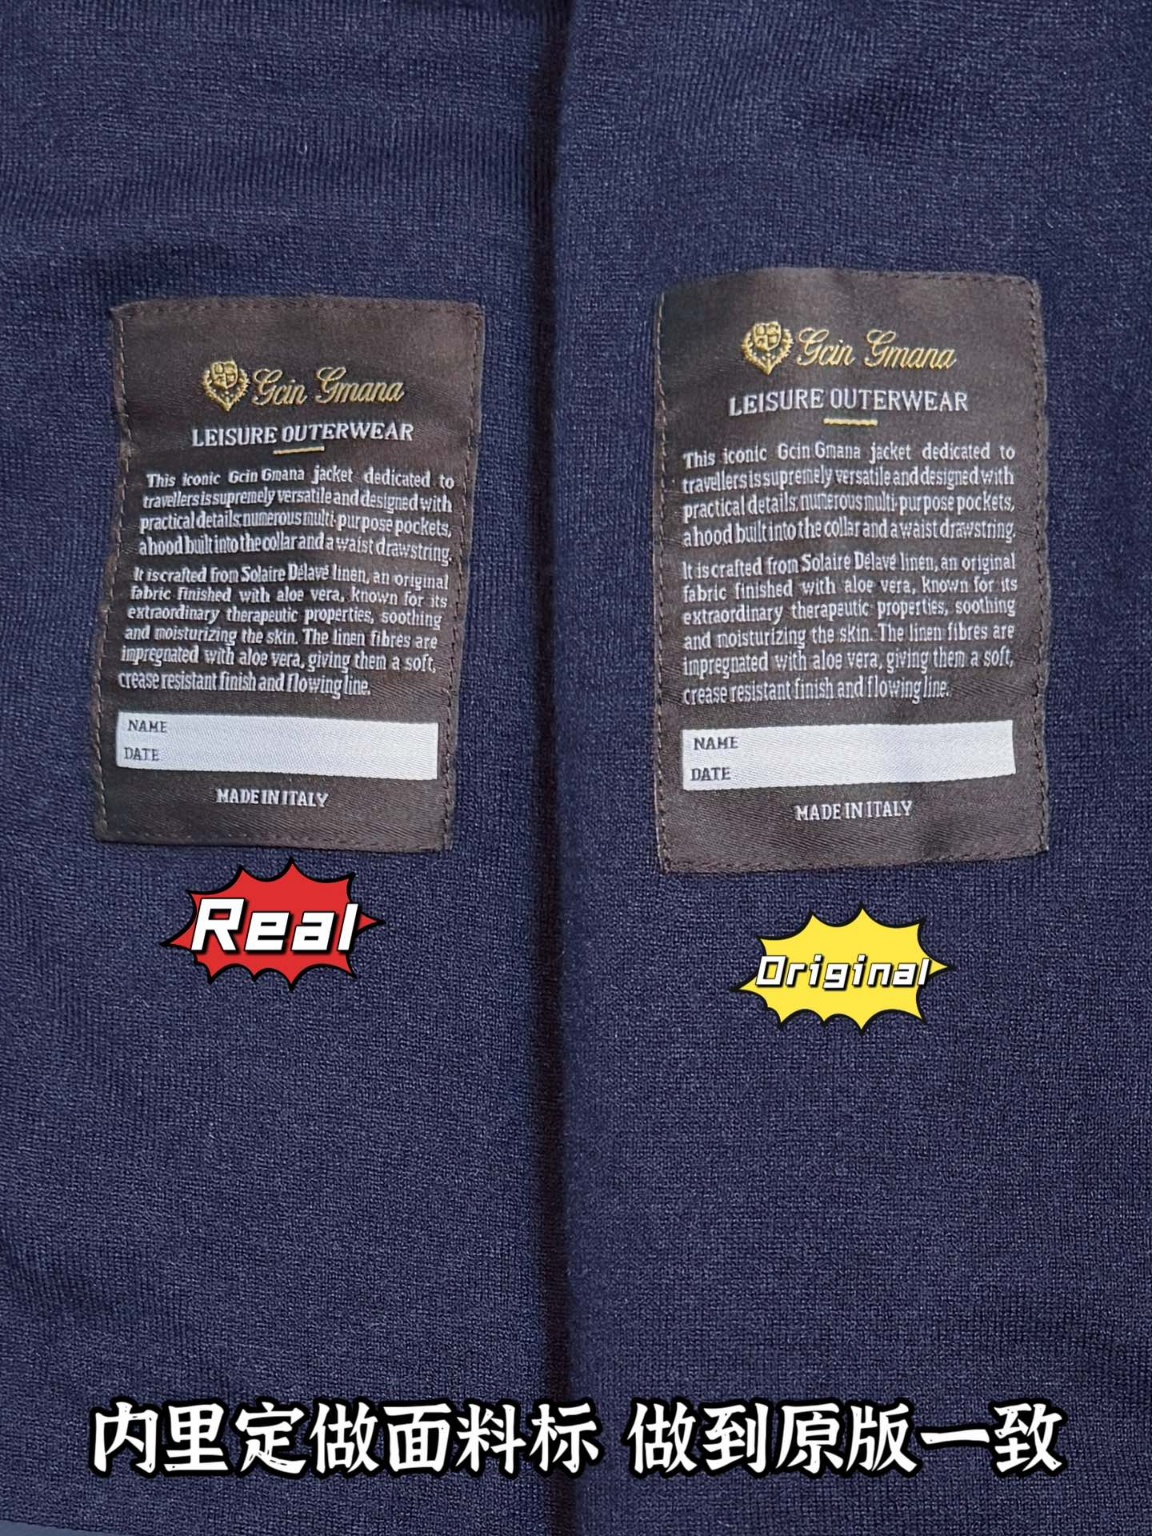 Gcin Gmana
LEISURE OUTERWEAR
This iconic Gcin Gmana jacket dedicated to
travellers is supremely versatile and designed with
practical details: numerous multi-purpose pockets,
a hood built into the collar and a waist drawstring.
It is crafted from Solaire Délavé linen, an original
fabric finished with aloe vera, known for its
extraordinary therapeutic properties, soothing
and moisturizing the skin. The linen fibres are
impregnated with aloe vera, giving them a soft,
crease resistant finish and flowing line.
NAME
DATE
MADE IN ITALY
Real
Gcin Gmana
LEISURE OUTERWEAR
This iconic Gcin Gmana jacket dedicated to
travellers is supremely versatile and designed with
practical details: numerous multi-purpose pockets,
a hood built into the collar and a waist drawstring.
It is crafted from Solaire Délavé linen, an original
fabric finished with aloe vera, known for its
extraordinary therapeutic properties, soothing
and moisturizing the skin. The linen fibres are
impregnated with aloe vera, giving them a soft,
crease resistant finish and flowing line.
NAME
DATE
MADE IN ITALY
Original
内里定做面料标 做到原版一致